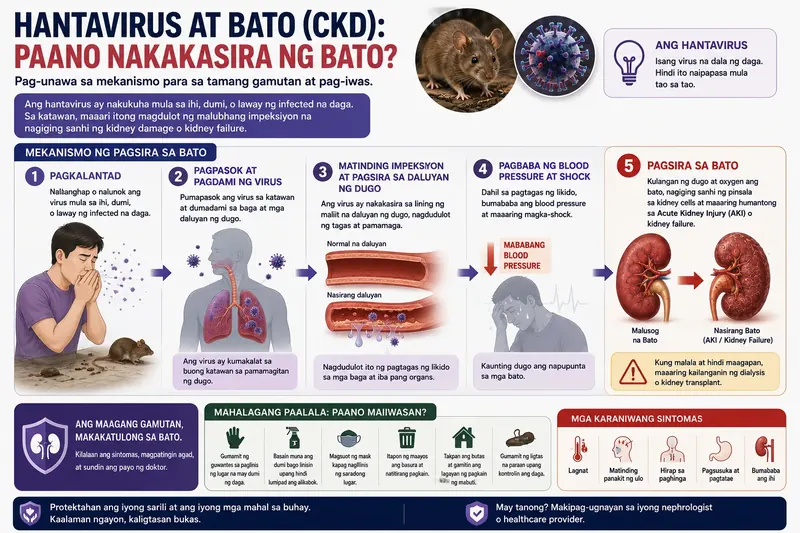 HANTAVIRUS AT BATO (CKD):
PAANO NAKAKASIRA NG BATO?
Pag-unawa sa mekanismo para sa tamang gamutan at pag-iwas.
Ang hantavirus ay nakukuha mula sa ihi, dumi, o laway ng infected na daga.
Sa katawan, maaari itong magdulot ng malubhang impeksiyon na
nagiging sanhi ng kidney damage o kidney failure.
ANG HANTAVIRUS
Isang virus na dala ng daga.
Hindi ito naipapasa mula
tao sa tao.
MEKANISMO NG PAGSIRA SA BATO
1 PAGKALANTAD
Nalanghap o nalunok ang
virus mula sa ihi, dumi,
o laway ng infected na daga.
2 PAGPASOK AT
PAGDAMI NG VIRUS
Pumapasok ang virus sa katawan
at dumadami sa baga at mga
daluyan ng dugo.
Ang virus ay kumakalat sa
buong katawan sa pamamagitan
ng dugo.
3 MATINDING IMPEKSIYON
AT PAGSIRA SA DALUYAN
NG DUGO
Ang virus ay nakakasira sa lining ng
maliit na daluyan ng dugo, nagdudulot
ng tagas at pamamaga.
Normal na daluyan
Nasirang daluyan
Nagdudulot ito ng pagtagas ng likido
sa mga baga at iba pang organs.
4 PAGBABA NG BLOOD
PRESSURE AT SHOCK
Dahil sa pagtagas ng likido,
bumababa ang blood pressure
at maaaring magka-shock.
MABABANG
BLOOD
PRESSURE
Kaunting dugo ang napupunta
sa mga bato.
5 PAGSIRA SA BATO
Kulangan ng dugo at oxygen ang
bato, nagiging sanhi ng pinsala
sa kidney cells at maaaring humantong
sa Acute Kidney Injury (AKI) o
kidney failure.
Malusog
na Bato
Nasirang Bato
(AKI / Kidney Failure)
Kung malala at hindi maagapan,
maaaring kailanganin ng dialysis
o kidney transplant.
ANG MAAGANG GAMUTAN,
MAKAKATULONG SA BATO.
Kilalaan ang sintomas, magpatingin agad,
at sundin ang payo ng doktor.
MAHALAGANG PAALALA: PAANO MAIIWASAN?
Gumamit ng
guwantes sa paglinis
ng lugar na may dumi
ng daga.
Basain muna ang
dumi bago linisin
upang hindi
lumipad ang alikabok.
Magsuot ng mask
kapag naglilinis
ng saradong
lugar.
Itapon na maayos
ang basura at
natitirang pagkain.
Takpan ang butas
at gamitin ang
lagayan ng pagkain
ng mabuti.
Gumamit ng ligtas
na paraan upang
kontrolin ang daga.
MGA KARANIWANG SINTOMAS
Lagnat
Matinding
panakit ng ulo
Hirap sa
paghinga
Pagsusuka at
pagtatae
Bumababa
ang ihi
Protektahan ang iyong sarili at ang iyong mga mahal sa buhay.
Kaalaman ngayon, kaligtasan bukas.
May tanong? Makipag-ugnayan sa iyong nephrologist
o healthcare provider.